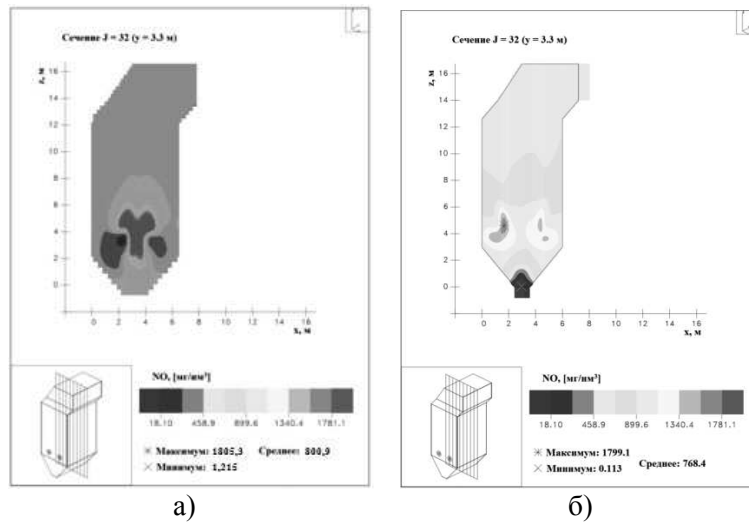 Сечение J = 32 (y = 3.3 м)
z, м
16
14
12
10
8
6
4
2
0
0 2 4 6 8 10 12 14 16
x, м
NO, [мг/нм³]
18.10 458.9 899.6 1340.4 1781.1
Максимум: 1805,3 Среднее: 800,9
Минимум: 1,215
а)
Сечение J = 32 (y = 3.3 м)
z, м
16
14
12
10
8
6
4
2
0
0 2 4 6 8 10 12 14 16
x, м
NO, [мг/нм³]
18.10 458.9 899.6 1340.4 1781.1
Максимум: 1799.1
Минимум: 0.113 Среднее: 768.4
б)